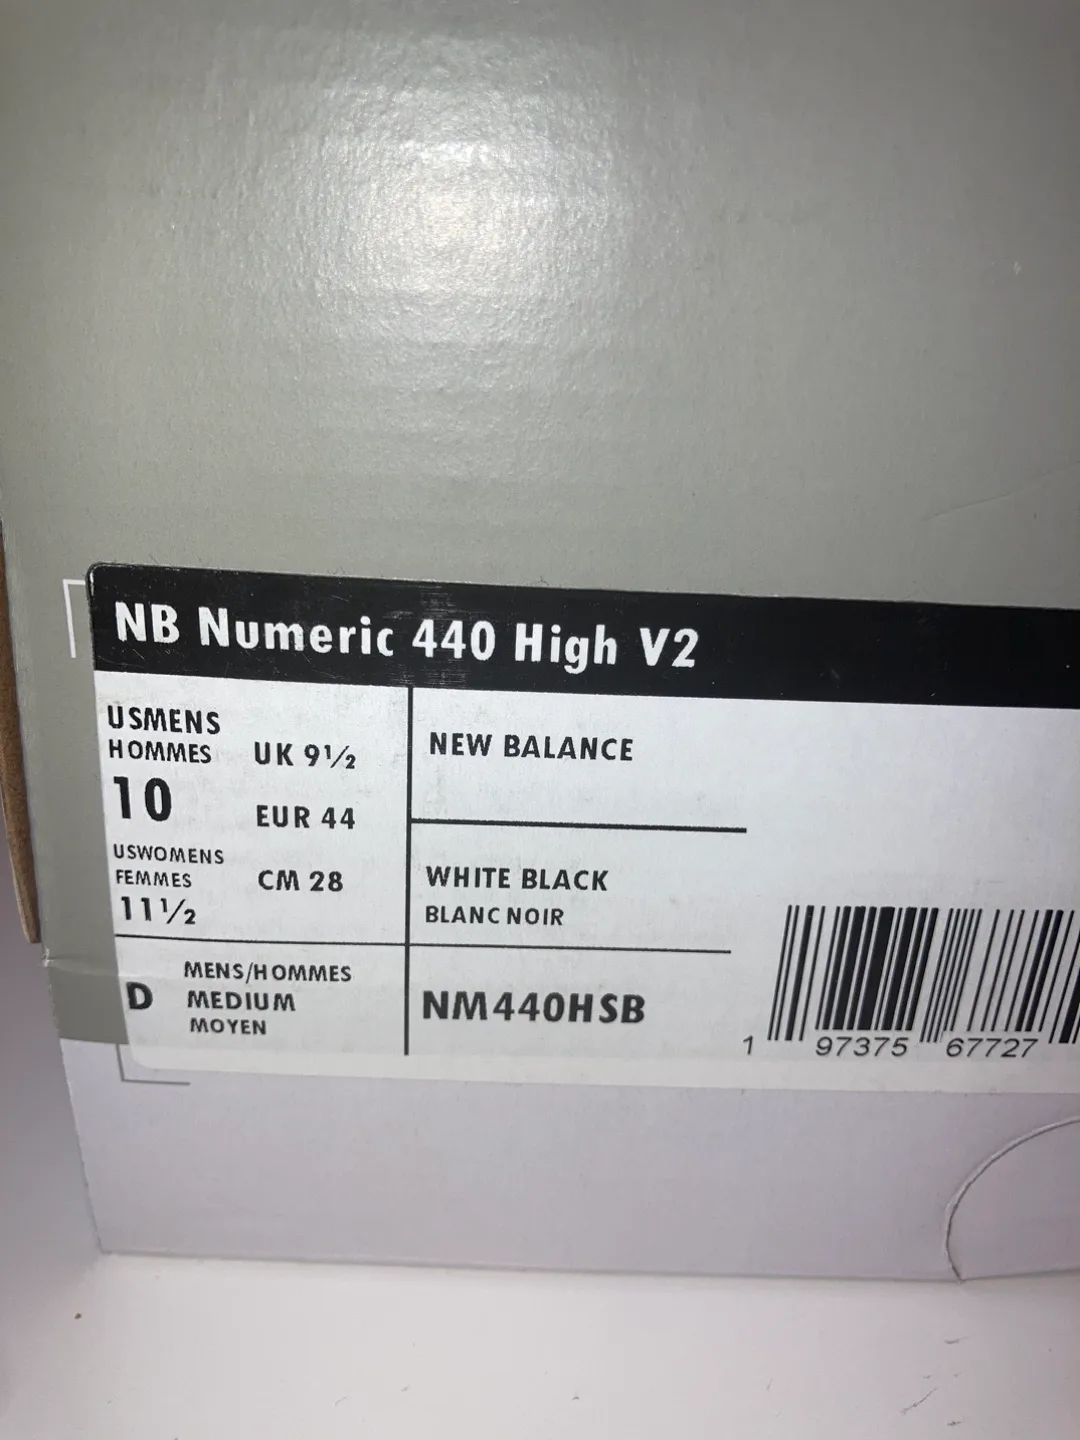 NB Numeric 440 High V2
USMENS
HOMMES
10
UK 9½
EUR 44
CM 28
USWOMENS
FEMMES
11½
D
MENS/HOMMES
MEDIUM
MOYEN
NEW BALANCE
WHITE BLACK
BLANC NOIR
NM440HSB
1 97375 67727